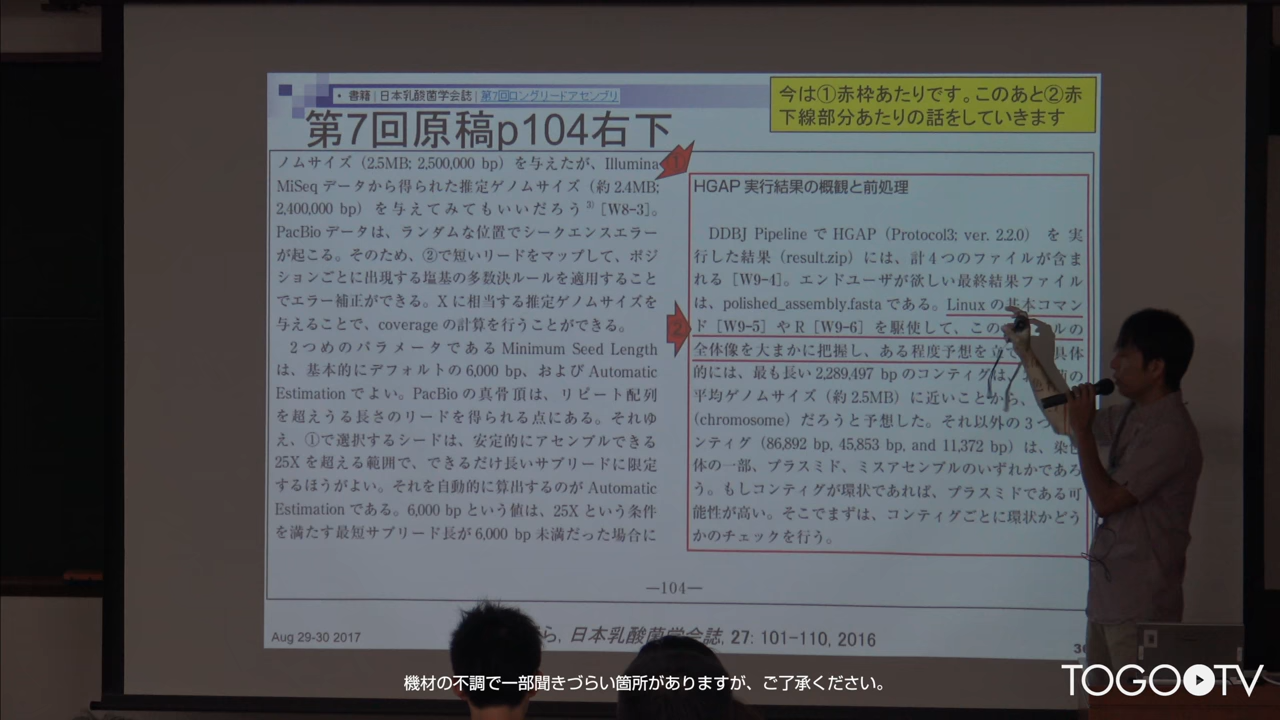 • 書籍 | 日本乳酸菌学会誌 | 第7回ロングリードアセンブリ
第7回原稿p104右下
今は①赤枠あたりです。このあと②赤
下線部分あたりの話をしていきます
ノムサイズ（2.5MB; 2,500,000 bp）を与えたが、Illumina
MiSeq データから得られた推定ゲノムサイズ（約 2.4MB;
2,400,000 bp）を与えてみてもいいだろう 3)［W8-3］。
PacBio データは、ランダムな位置でシークエンスエラー
が起こる。そのため、②で短いリードをマップして、ポジ
ションごとに出現する塩基の多数決ルールを適用すること
でエラー補正ができる。X に相当する推定ゲノムサイズを
与えることで、coverage の計算を行うことができる。
2つめのパラメータである Minimum Seed Length
は、基本的にデフォルトの 6,000 bp、および Automatic
Estimation でよい。PacBio の真骨頂は、リピート配列
を超えうる長さのリードを得られる点にある。それゆ
え、①で選択するシードは、安定的にアセンブルできる
25X を超える範囲で、できるだけ長いサブリードに限定
するほうがよい。それを自動的に算出するのが Automatic
Estimation である。6,000 bp という値は、25X という条件
を満たす最短サブリード長が 6,000 bp 未満だった場合に
1
HGAP 実行結果の概観と前処理
DDBJ Pipeline で HGAP（Protocol3; ver. 2.2.0）を実
行した結果（result.zip）には、計4つのファイルが含ま
れる［W9-4］。エンドユーザが欲しい最終結果ファイル
は、polished_assembly.fasta である。Linux の基本コマン
2
ド［W9-5］や R［W9-6］を駆使して、この ルの
全体像を大まかに把握し、ある程度予想を立て 具体
的には、最も長い 2,289,497 bp のコンティグは、 の
平均ゲノムサイズ（約 2.5MB）に近いことから、
(chromosome) だろうと予想した。それ以外の 3つ
ンティグ（86,892 bp, 45,853 bp, and 11,372 bp）は、染色
体の一部、プラスミド、ミスアセンブルのいずれかであろ
う。もしコンティグが環状であれば、プラスミドである可
能性が高い。そこでまずは、コンティグごとに環状かどう
かのチェックを行う。
—104—
Aug 29-30 2017
ら, 日本乳酸菌学会誌, 27: 101-110, 2016
機材の不調で一部聞きづらい箇所がありますが、ご了承ください。
TOGO TV